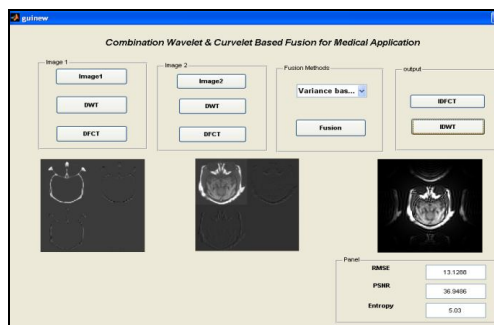 guinew
Combination Wavelet & Curvelet Based Fusion for Medical Application
Image 1
Image1
DWT
DFCT
Image 2
Image2
DWT
DFCT
Fusion Methods
Variance bas...
Fusion
output
IDFCT
IDWT
Panel
RMSE
13.1286
PSNR
36.9486
Entropy
5.03